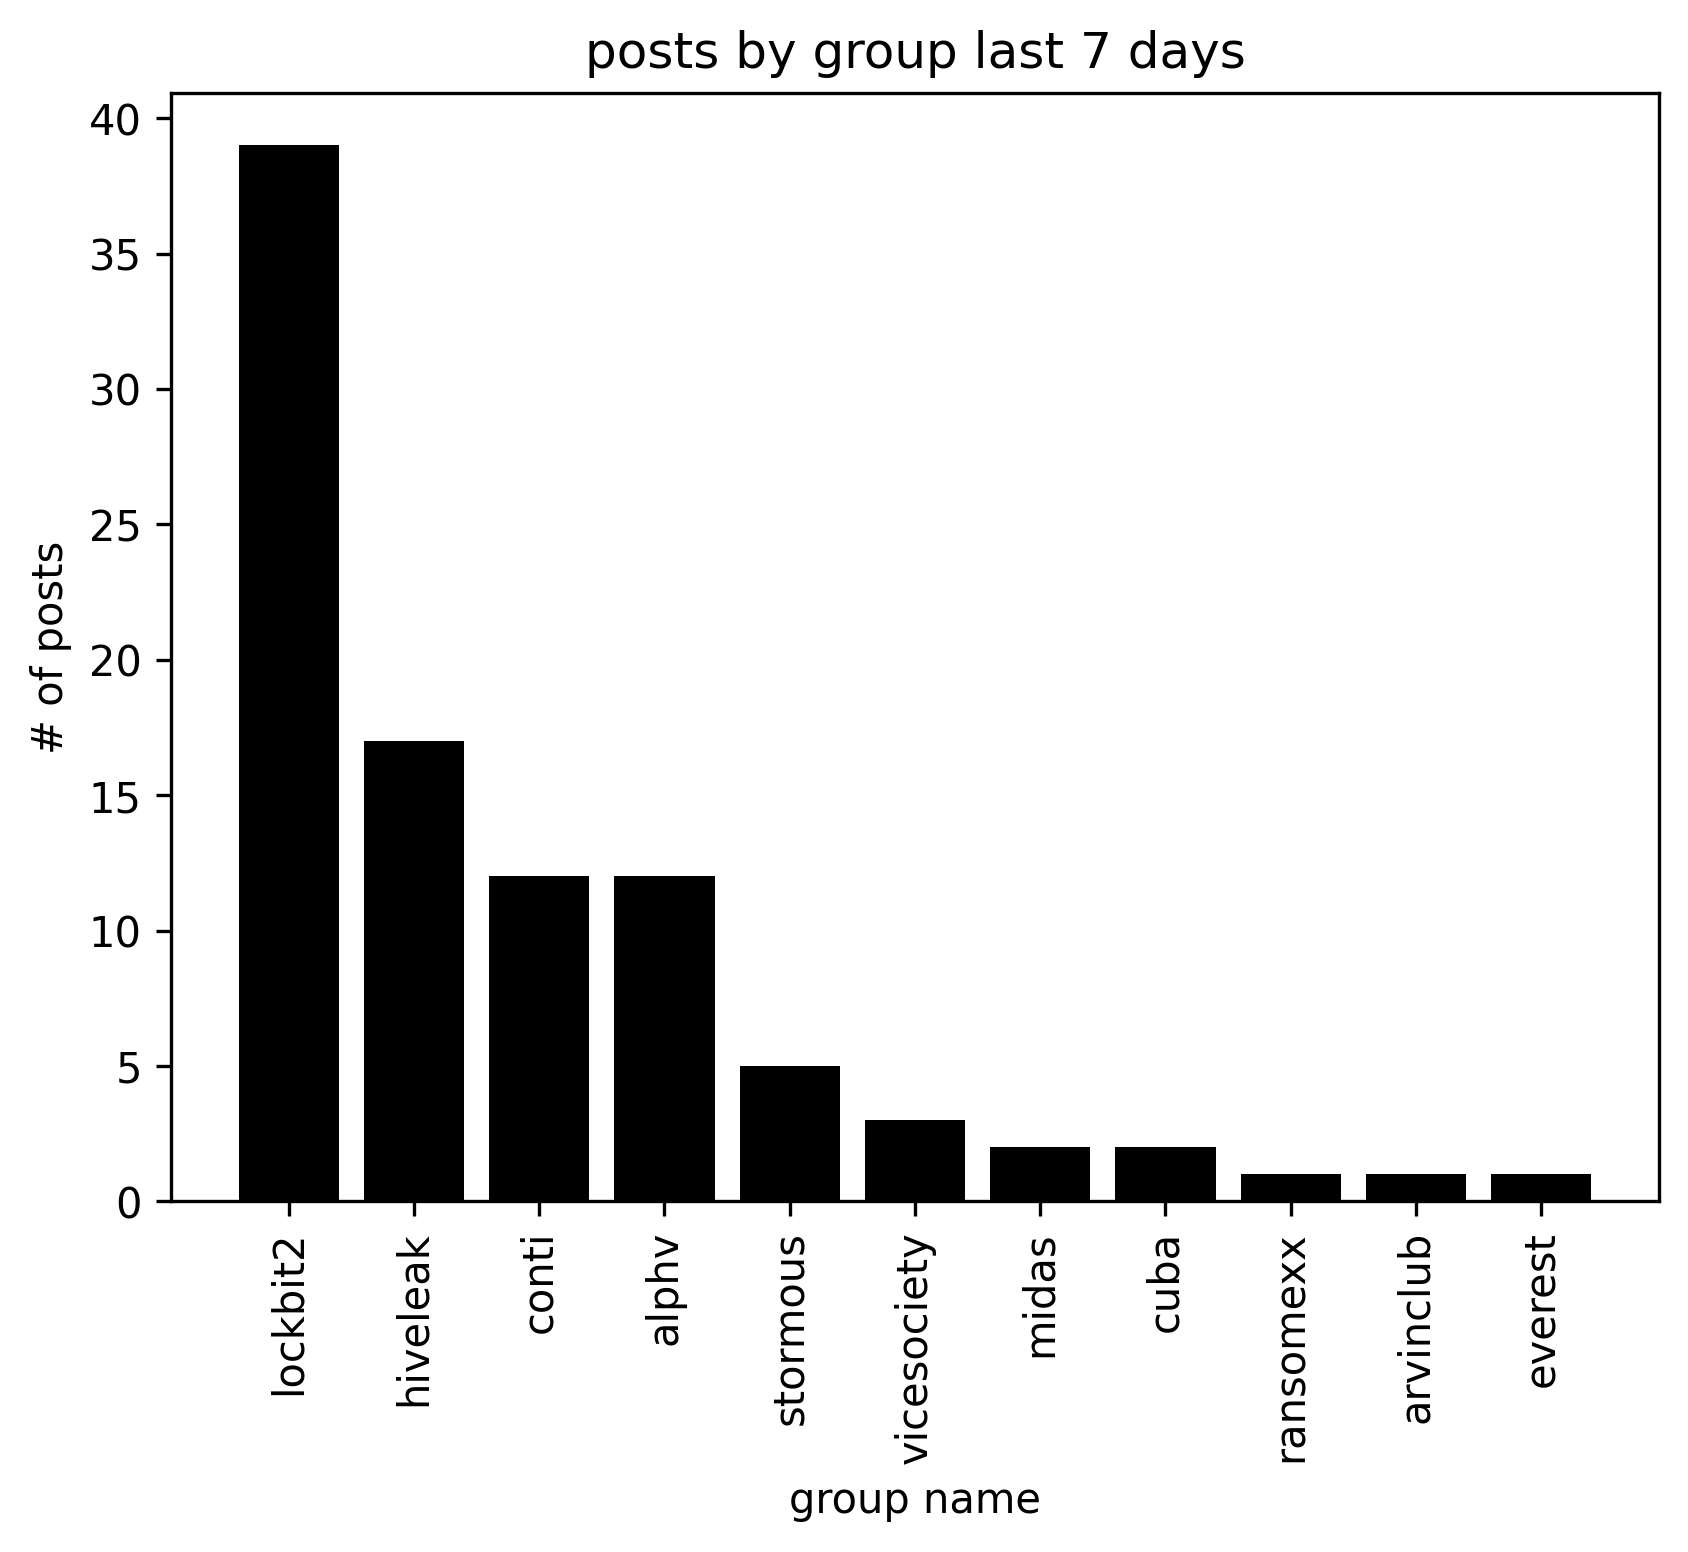 posts by group last 7 days
40
35
30
25
20
15
10
5
0
# of posts
lockbit2
hiveleak
conti
alphv
stormous
vicesociety
midas
cuba
ransomexx
arvinclub
everest
group name